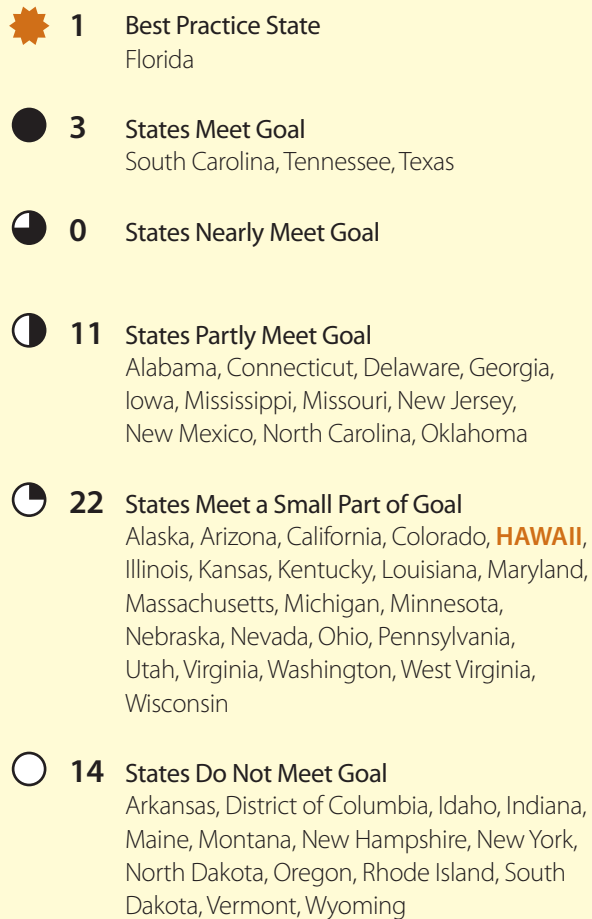 1 Best Practice State
Florida
3 States Meet Goal
South Carolina, Tennessee, Texas
0 States Nearly Meet Goal
11 States Partly Meet Goal
Alabama, Connecticut, Delaware, Georgia,
Iowa, Mississippi, Missouri, New Jersey,
New Mexico, North Carolina, Oklahoma
22 States Meet a Small Part of Goal
Alaska, Arizona, California, Colorado, HAWAII,
Illinois, Kansas, Kentucky, Louisiana, Maryland,
Massachusetts, Michigan, Minnesota,
Nebraska, Nevada, Ohio, Pennsylvania,
Utah, Virginia, Washington, West Virginia,
Wisconsin
14 States Do Not Meet Goal
Arkansas, District of Columbia, Idaho, Indiana,
Maine, Montana, New Hampshire, New York,
North Dakota, Oregon, Rhode Island, South
Dakota, Vermont, Wyoming